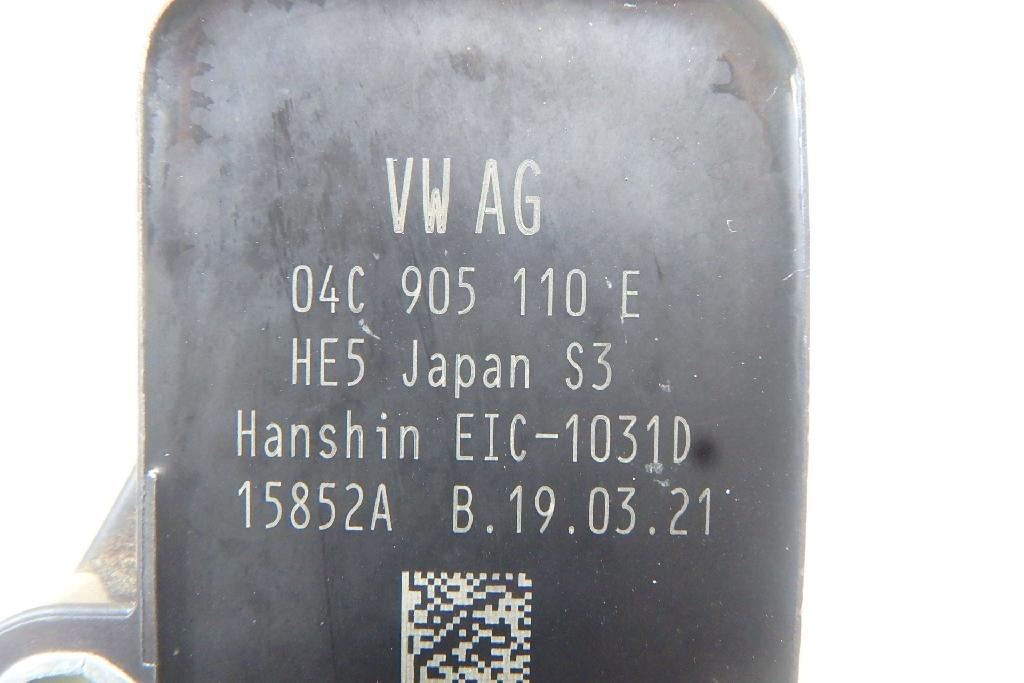 VW AG
04C 905 110 E
HE5 Japan S3
Hanshin EIC-1031D
15852A B.19.03.21